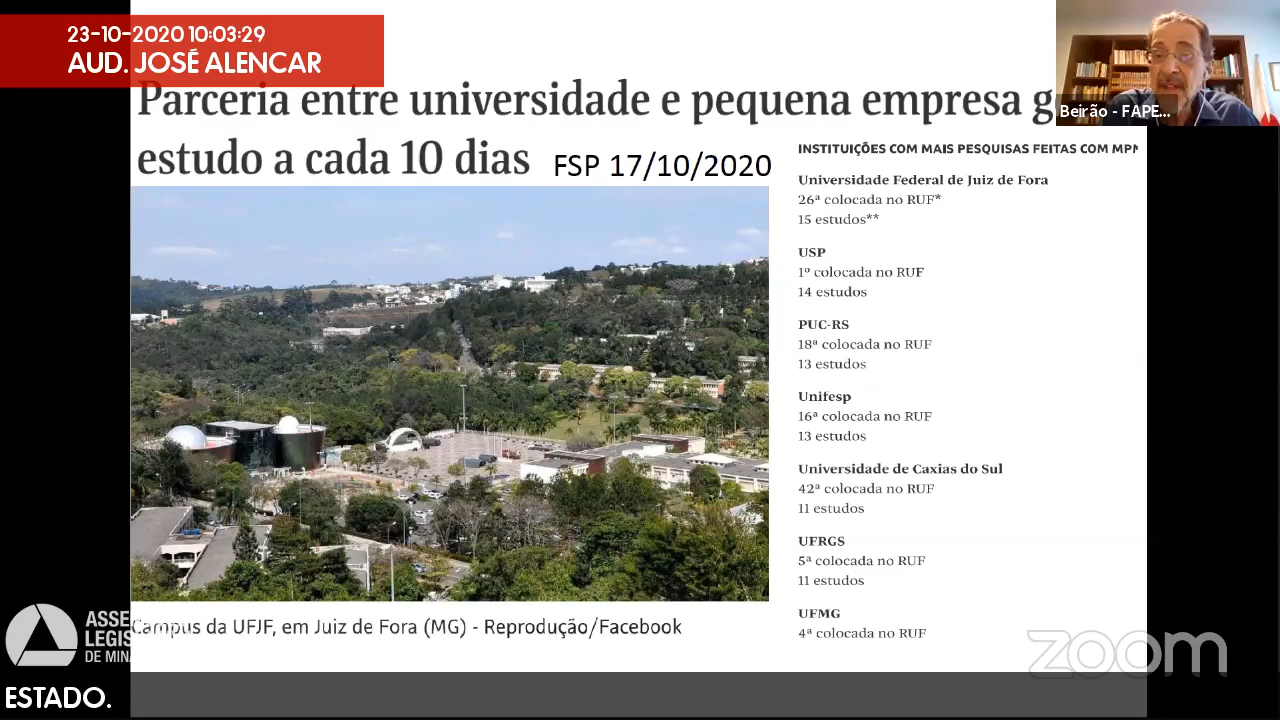 23-10-2020 10:03:29
AUD. JOSÉ ALENCAR
Beirão - FAPE...
Parceria entre universidade e pequena empresa g
estudo a cada 10 dias
FSP 17/10/2020
INSTITUIÇÕES COM MAIS PESQUISAS FEITAS COM
Universidade Federal de Juiz de Fora
26ª colocada no RUF*
15 estudos**
USP
1º colocada no RUF
14 estudos
PUC-RS
18ª colocada no RUF
13 estudos
Unifesp
16ª colocada no RUF
13 estudos
Universidade de Caxias do Sul
42ª colocada no RUF
11 estudos
UFRGS
5ª colocada no RUF
11 estudos
UFMG
4ª colocada no RUF
Campus da UFJF, em Juiz de Fora (MG) - Reprodução/Facebook
ASSE
LEGIS
DE MINA
zoom
ESTADO.